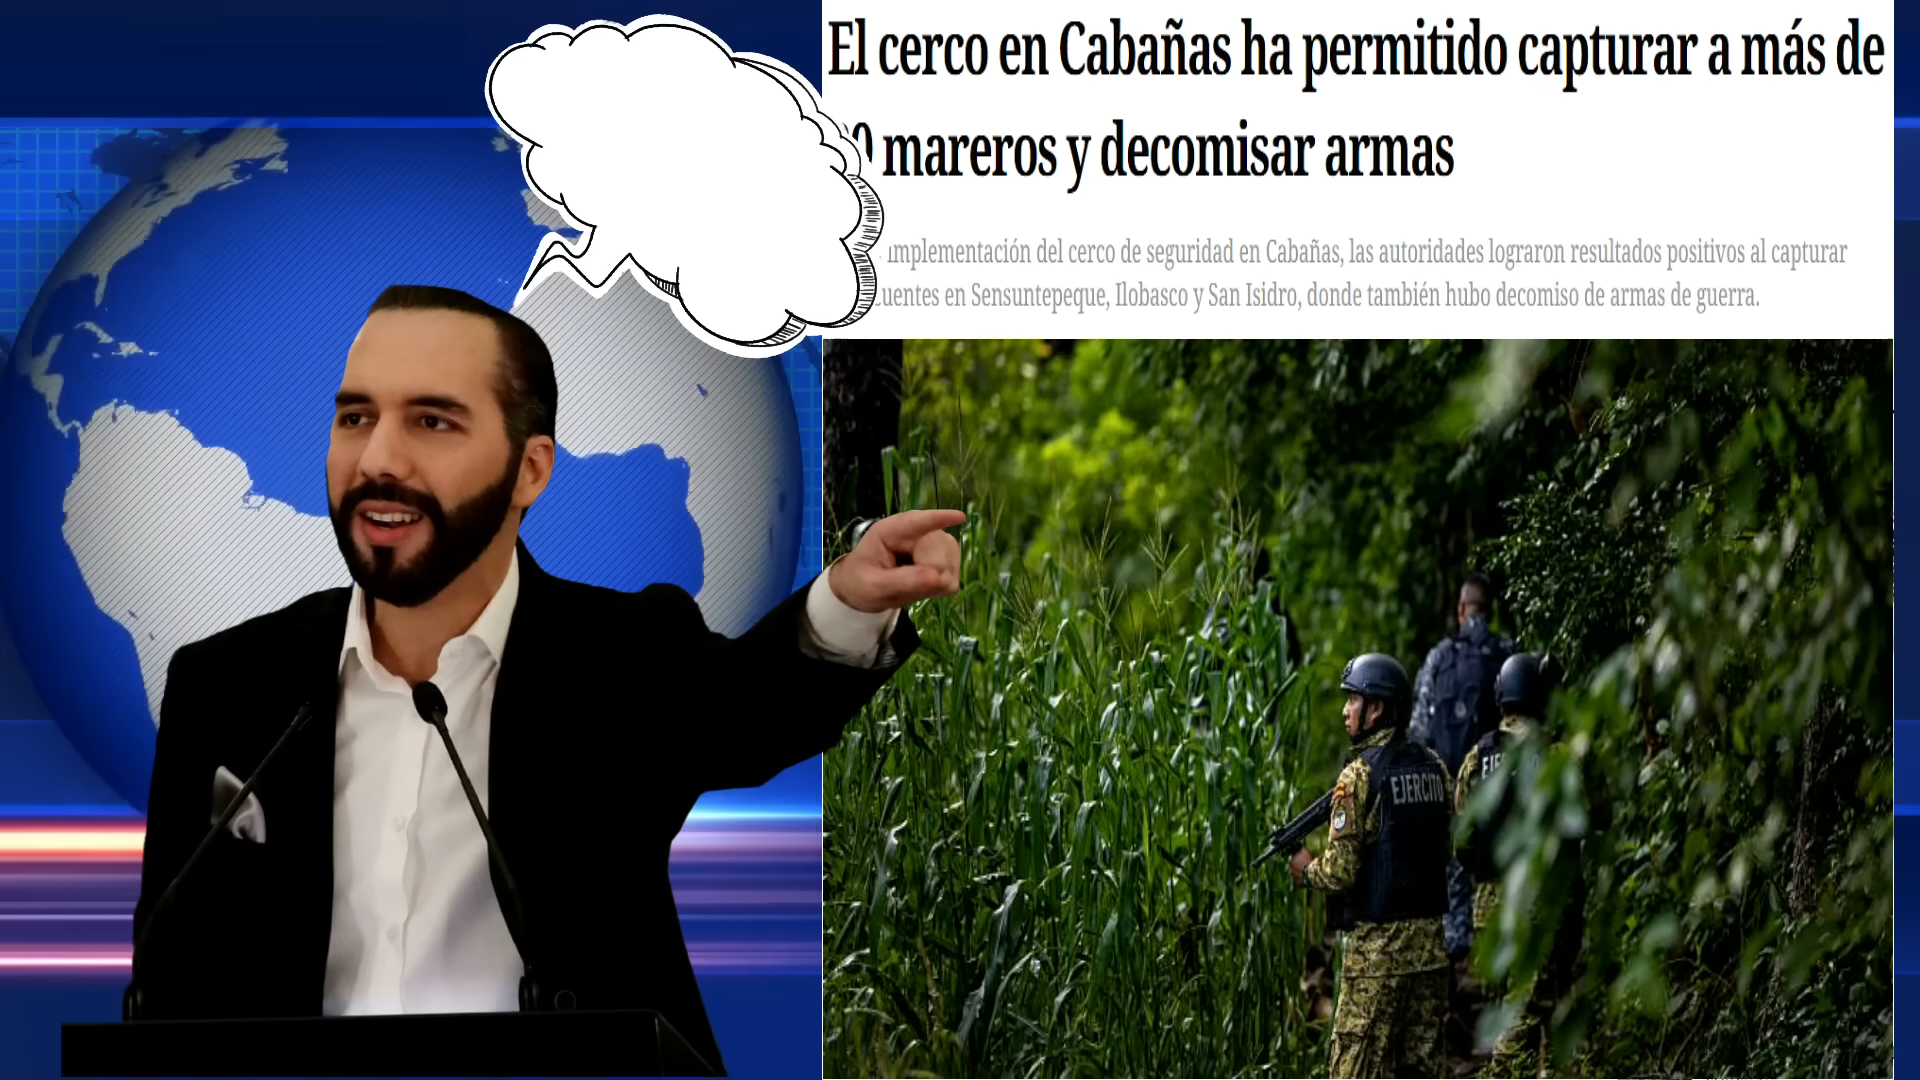 El cerco en Cabañas ha permitido capturar a más de
mareros y decomisar armas
implementación del cerco de seguridad en Cabañas, las autoridades lograron resultados positivos al capturar
en Sensuntepeque, Ilobasco y San Isidro, donde también hubo decomiso de armas de guerra.
EJERCITO